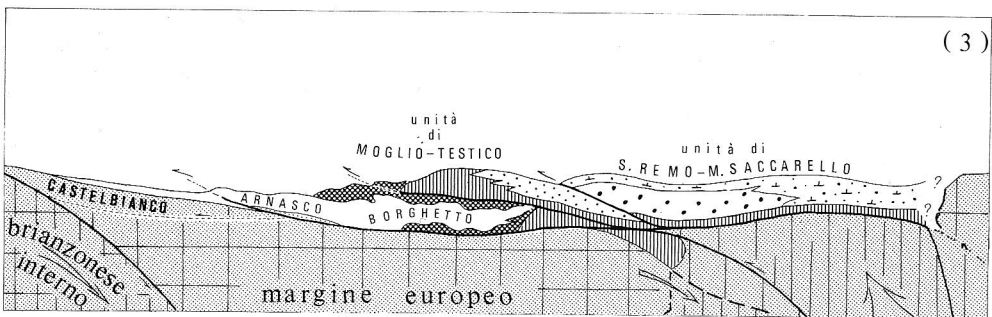 (3)
unità
di
MOGLIO-TESTICO
unità di
S. REMO-M. SACCARELLO
?
CASTELBIANCO
ARNASCO
BORGHETTO
?
brianzonese
interno
margine europeo